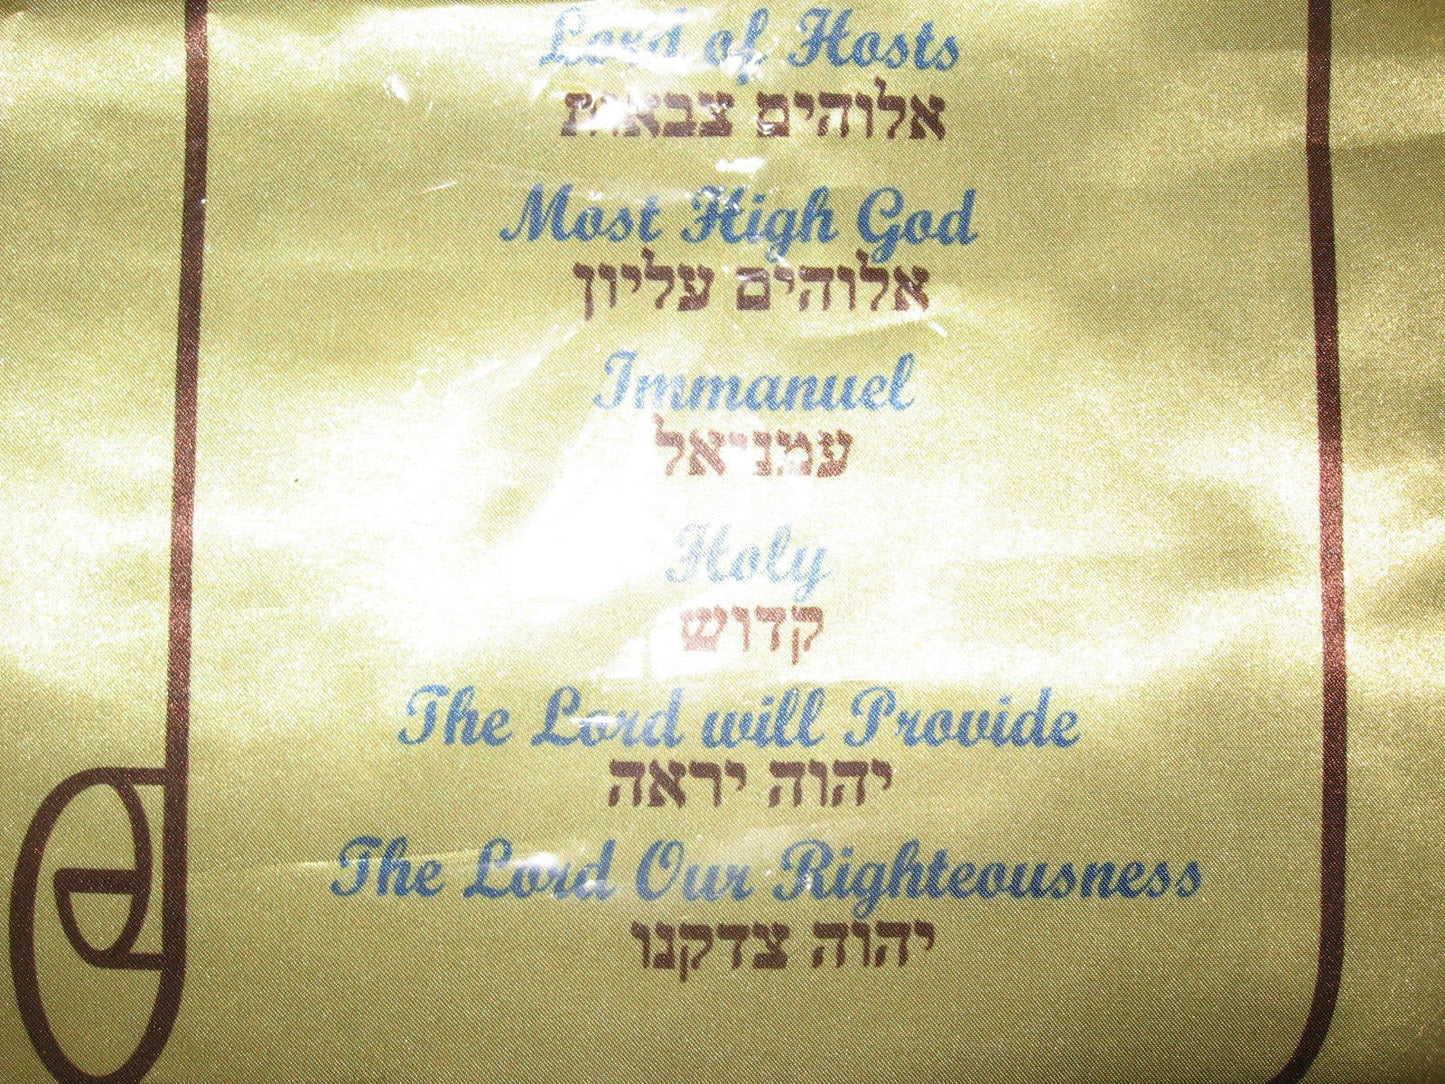 Lord of Hosts
אלוהים צבאות
Most High God
אלוהים עליון
Immanuel
עמניאל
Holy
קדוש
The Lord will Provide
יהוה יראה
The Lord Our Righteousness
יהוה צדקנו